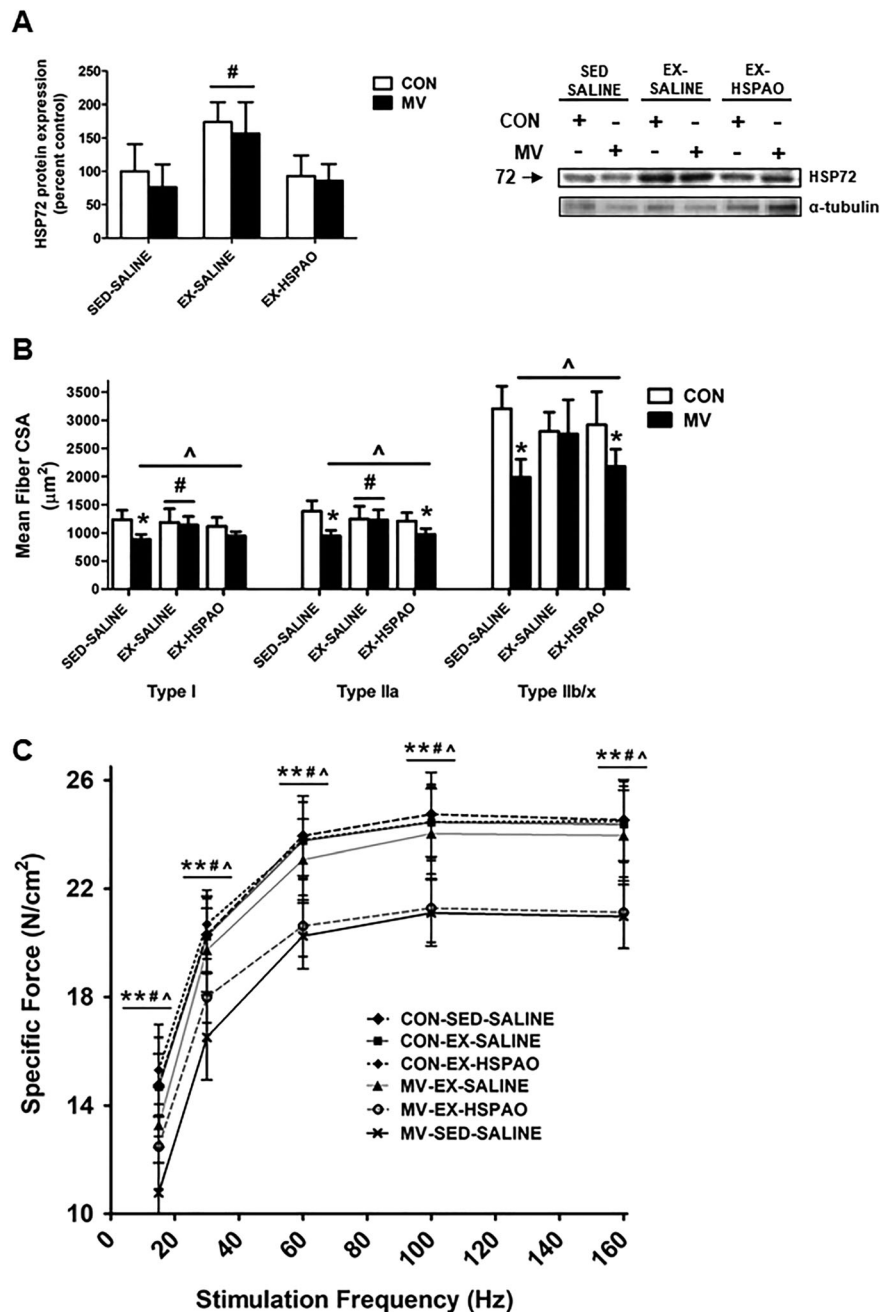 A
HSP72 protein expression
(percent control)
250
200
150
100
50
0
#
CON
MV
SED-SALINE
EX-SALINE
EX-HSPAO
SED
SALINE
EX-
SALINE
EX-
HSPAO
CON + - + - + -
MV - + - + - +
72 → HSP72
α-tubulin
B
Mean Fiber CSA
(μm²)
3500
3000
2500
2000
1500
1000
500
0
^
^
^
#
#
* * * * *
CON
MV
SED-SALINE
EX-SALINE
EX-HSPAO
SED-SALINE
EX-SALINE
EX-HSPAO
SED-SALINE
EX-SALINE
EX-HSPAO
Type I
Type IIa
Type IIb/x
C
Specific Force (N/cm²)
26
22
18
14
10
**#^
**#^
**#^
**#^
**#^
CON-SED-SALINE
CON-EX-SALINE
CON-EX-HSPAO
MV-EX-SALINE
MV-EX-HSPAO
MV-SED-SALINE
0 20 40 60 80 100 120 140 160
Stimulation Frequency (Hz)